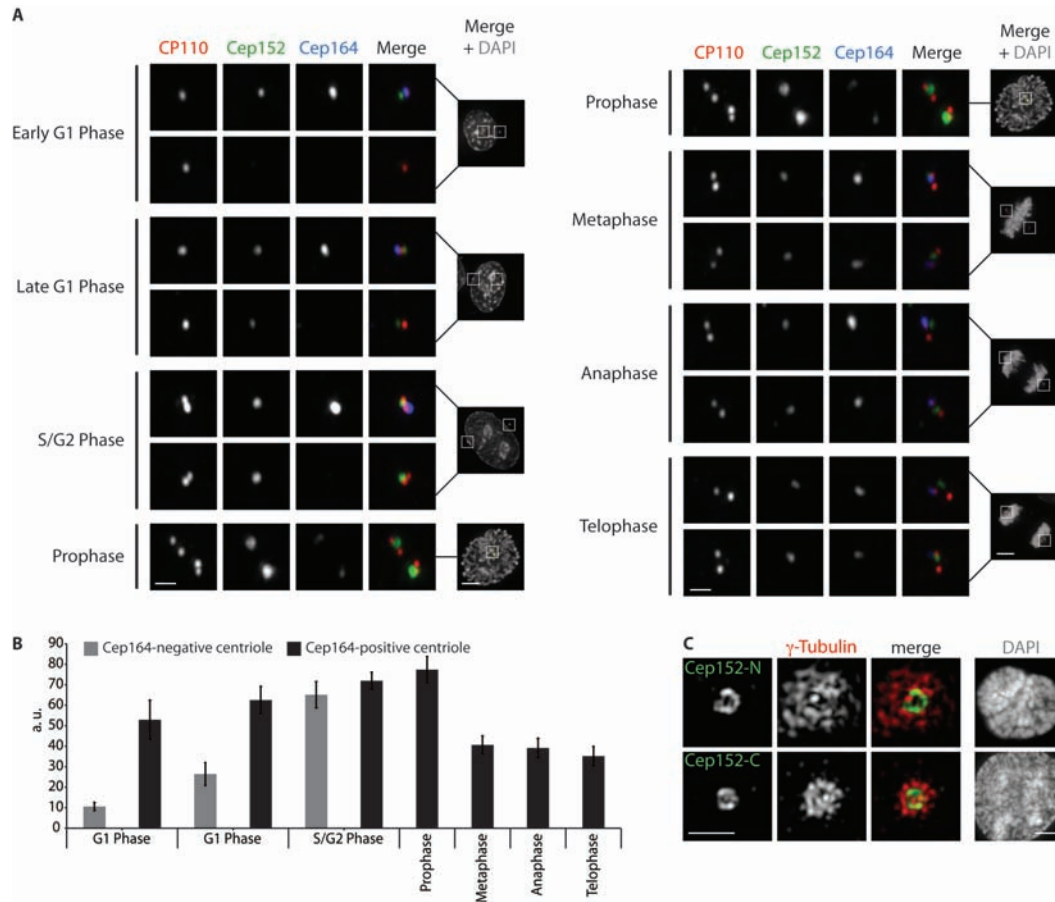 A
CP110 Cep152 Cep164 Merge Merge + DAPI
Early G1 Phase
Late G1 Phase
S/G2 Phase
Prophase
CP110 Cep152 Cep164 Merge Merge + DAPI
Prophase
Metaphase
Anaphase
Telophase
B
Cep164-negative centriole Cep164-positive centriole
a.u.
90
80
70
60
50
40
30
20
10
0
G1 Phase G1 Phase S/G2 Phase Prophase Metaphase Anaphase Telophase
C
γ-Tubulin merge DAPI
Cep152-N
Cep152-C